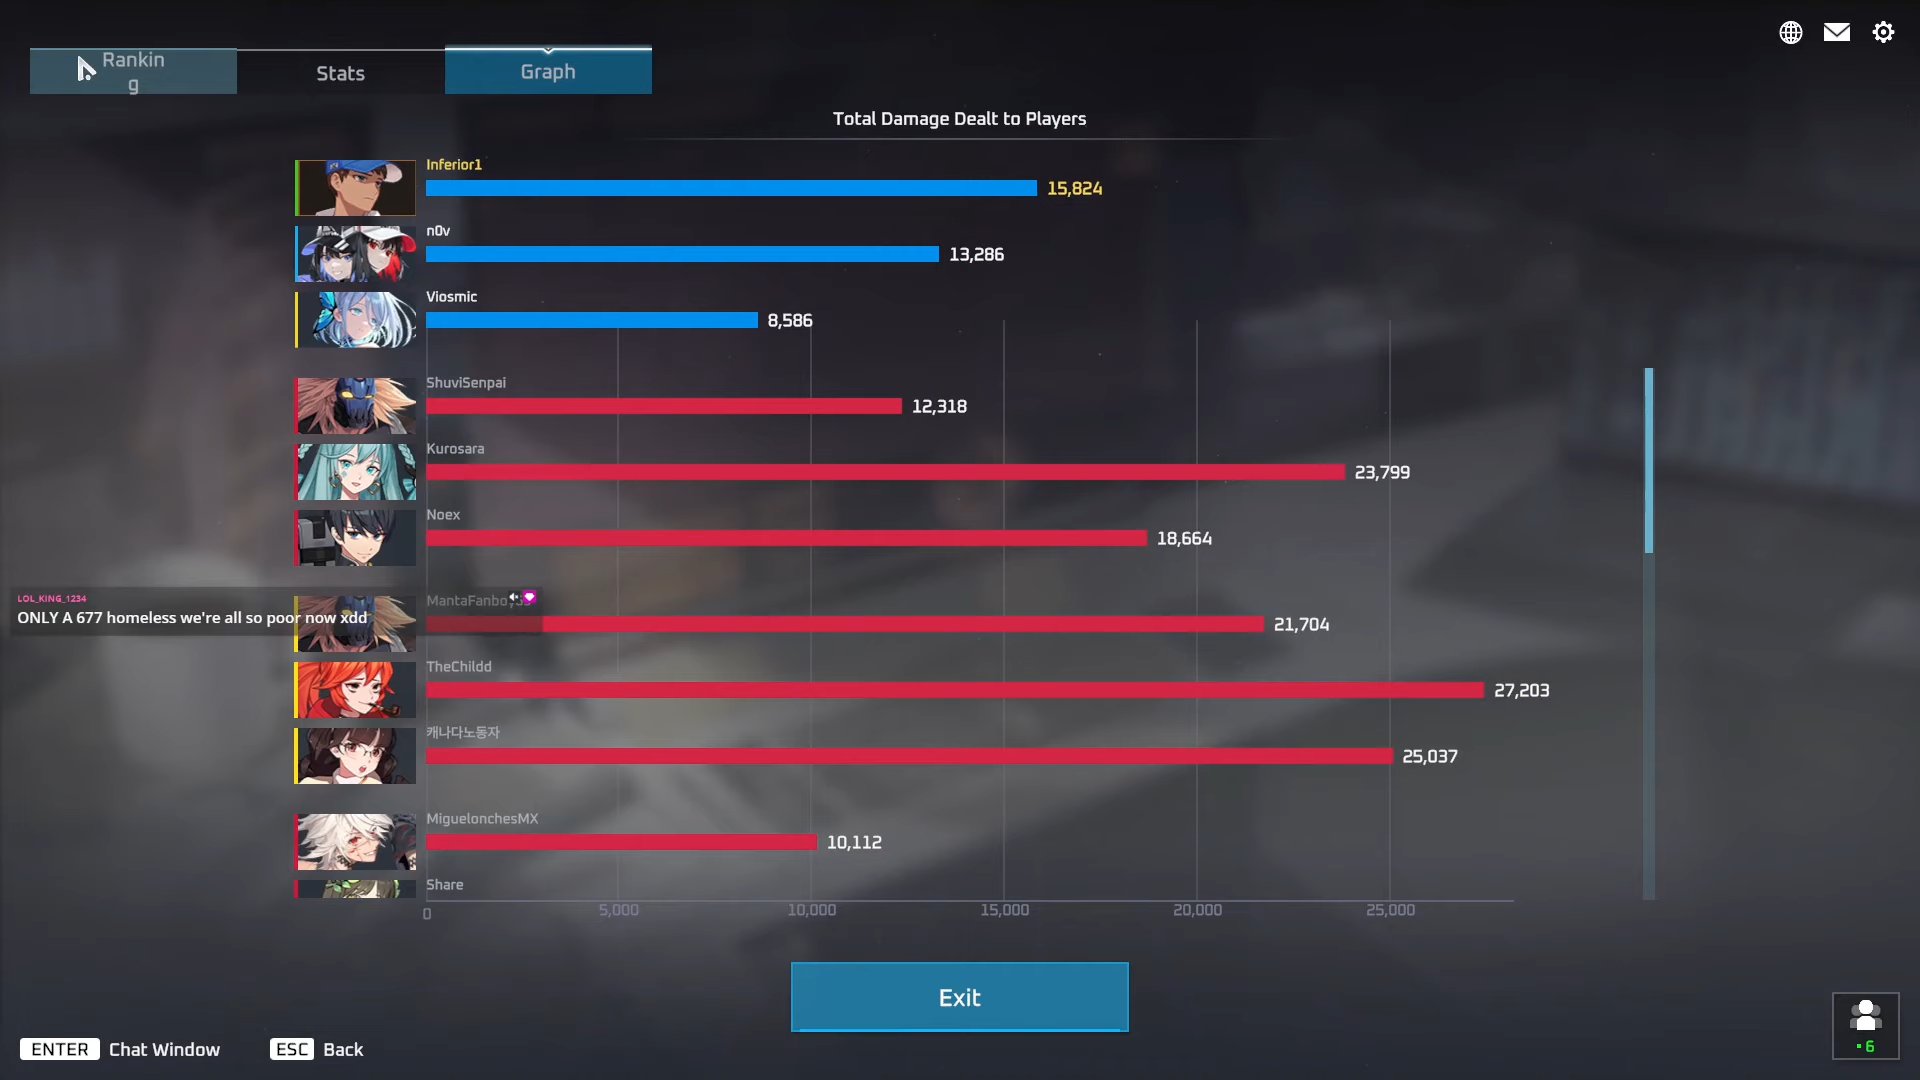 Rankin
g
Stats
Graph
Total Damage Dealt to Players
Inferior1
15,824
n0v
13,286
Viosmic
8,586
ShuviSenpai
12,318
Kurosara
23,799
Noex
18,664
LOL_KING_1234
ONLY A 677 homeless we're all so poor now xdd
21,704
TheChildd
27,203
캐나다노동자
25,037
MiguelonchesMX
10,112
Share
0 5,000 10,000 15,000 20,000 25,000
Exit
6
ENTER Chat Window ESC Back